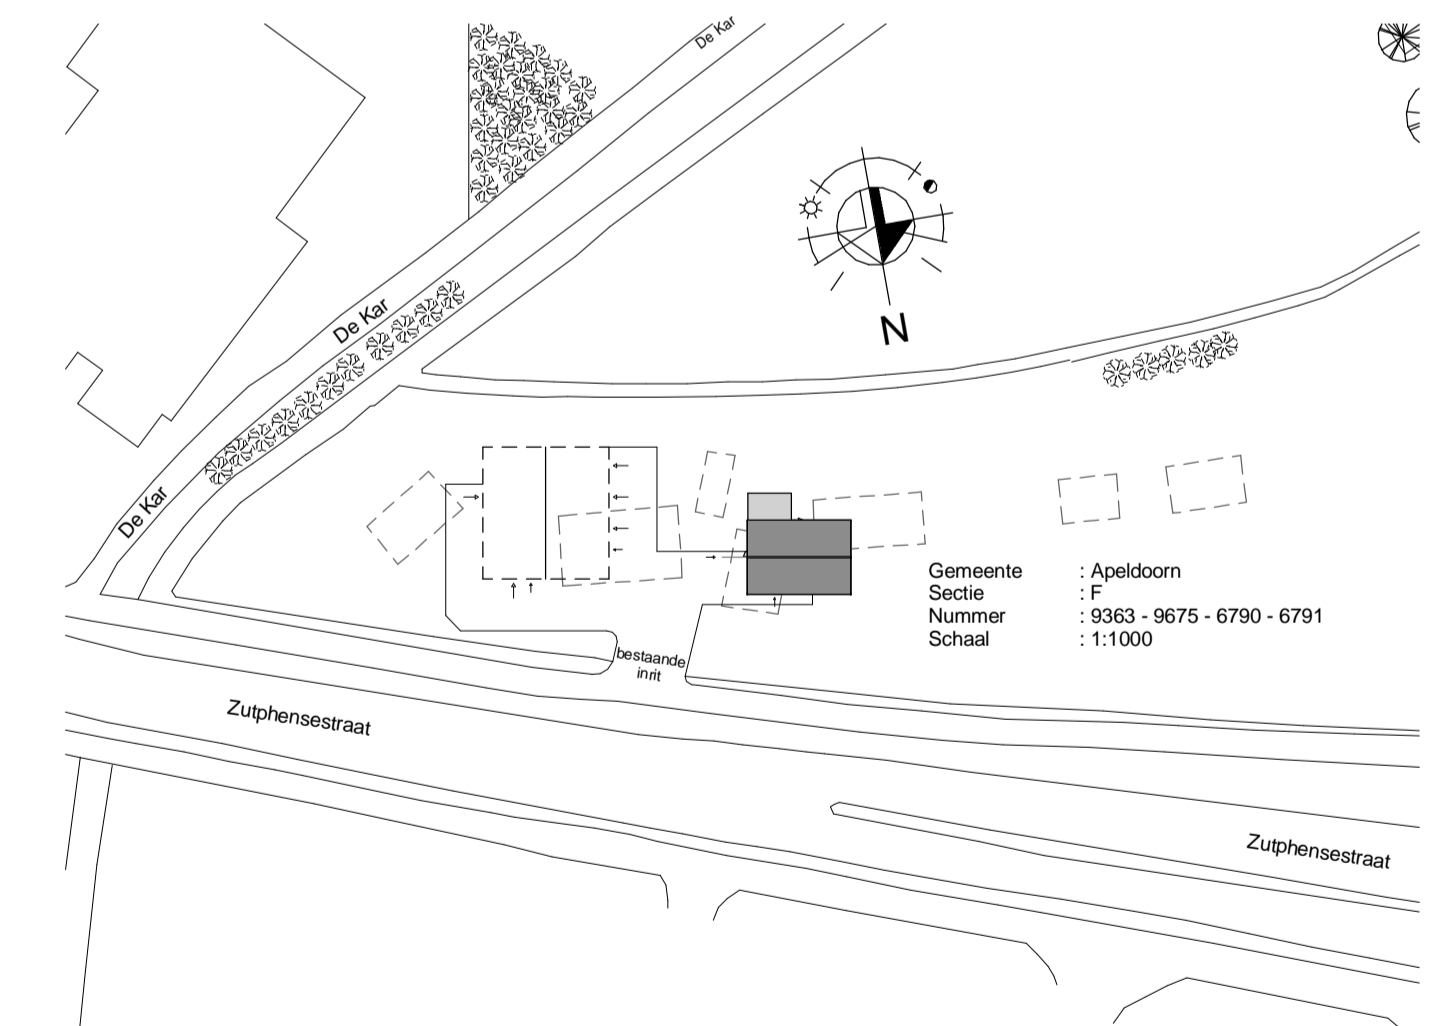 De Kar
N
De Kar
De Kar
Gemeente : Apeldoorn
Sectie : F
Nummer : 9363 - 9675 - 6790 - 6791
Schaal : 1:1000
bestaande
inrit
Zutphensestraat
Zutphensestraat